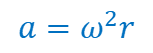 a = ω²r